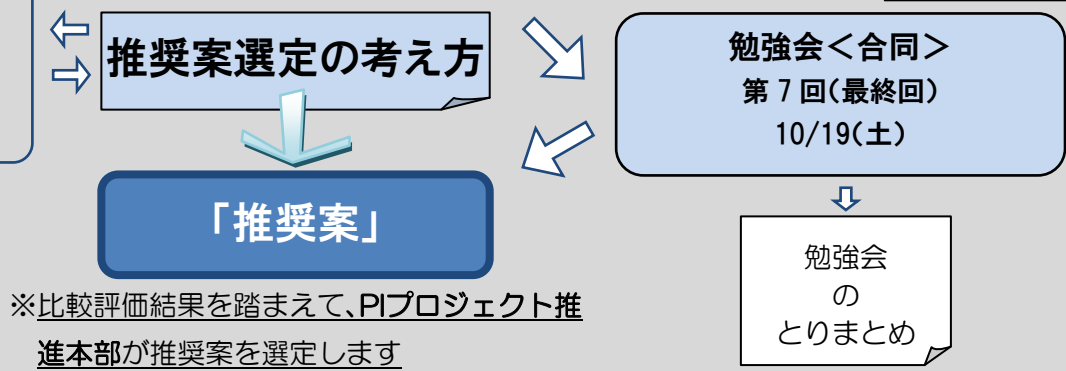 推奨案選定の考え方
勉強会＜合同＞
第７回(最終回)
10/19(土)
「推奨案」
勉強会
の
とりまとめ
※比較評価結果を踏まえて、PIプロジェクト推
進本部が推奨案を選定します